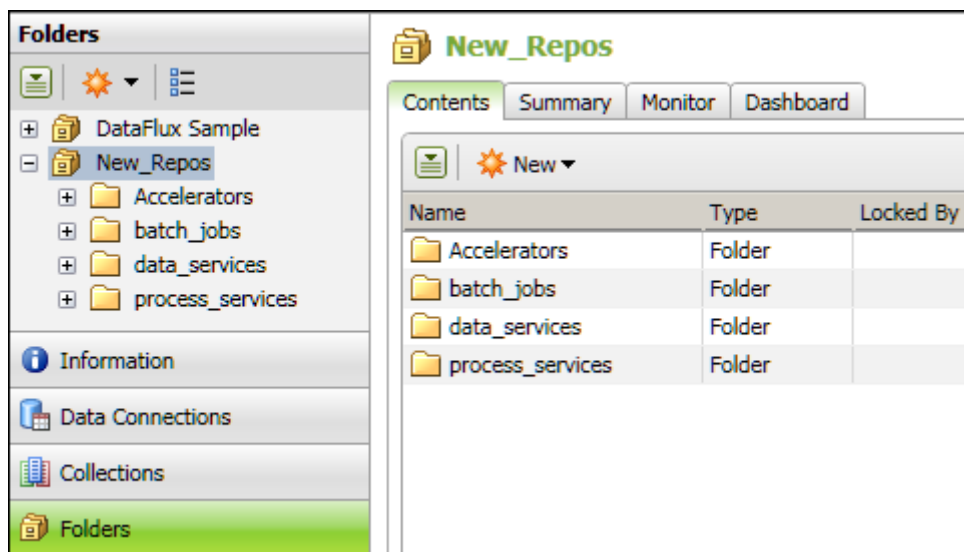 Folders
DataFlux Sample
New_Repos
Accelerators
batch_jobs
data_services
process_services
Information
Data Connections
Collections
Folders
New_Repos
Contents Summary Monitor Dashboard
New
Name Type Locked By
Accelerators Folder
batch_jobs Folder
data_services Folder
process_services Folder